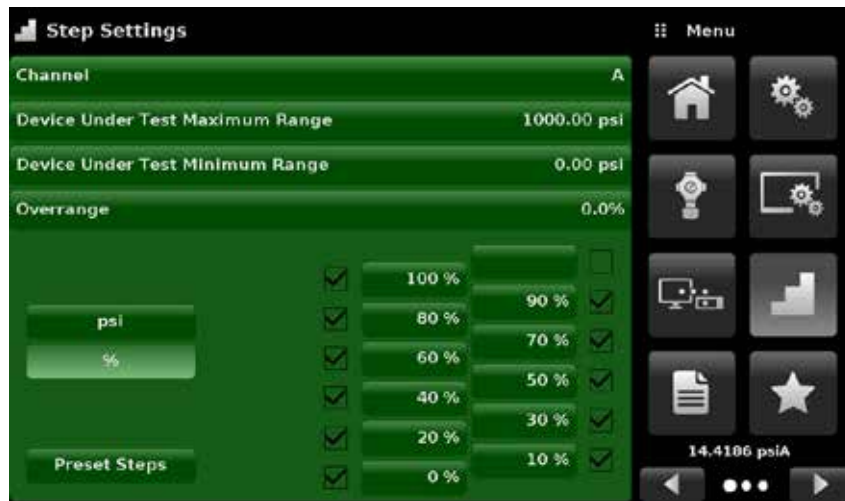 Step Settings
Menu
Channel A
Device Under Test Maximum Range 1000.00 psi
Device Under Test Minimum Range 0.00 psi
Overrange 0.0%
100 %
90 %
psi 80 %
70 %
% 60 %
50 %
40 %
30 %
20 %
Preset Steps 10 %
0 %
14.4186 psiA